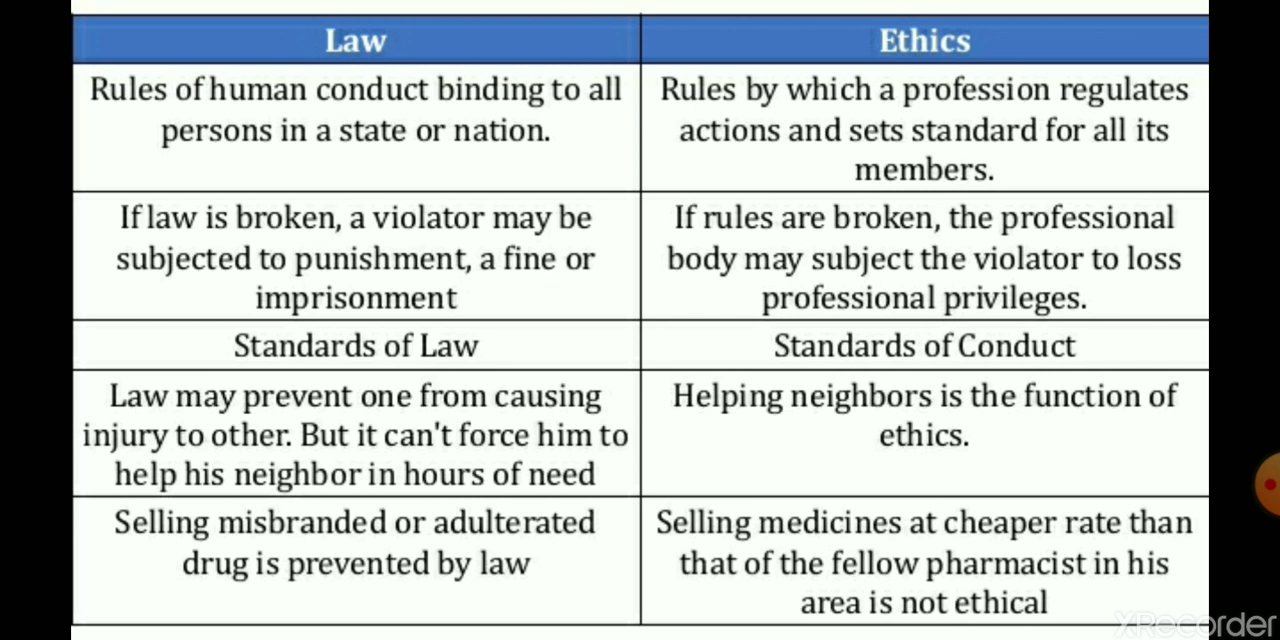 Law
Ethics
Rules of human conduct binding to all
persons in a state or nation.
Rules by which a profession regulates
actions and sets standard for all its
members.
If law is broken, a violator may be
subjected to punishment, a fine or
imprisonment
If rules are broken, the professional
body may subject the violator to loss
professional privileges.
Standards of Law
Standards of Conduct
Law may prevent one from causing
injury to other. But it can't force him to
help his neighbor in hours of need
Helping neighbors is the function of
ethics.
Selling misbranded or adulterated
drug is prevented by law
Selling medicines at cheaper rate than
that of the fellow pharmacist in his
area is not ethical
XRecorder